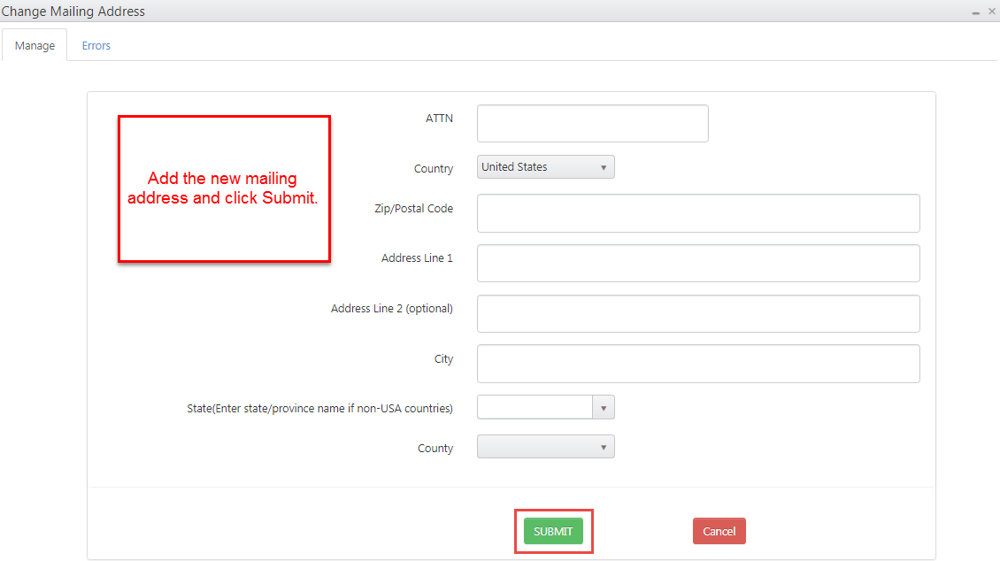 Change Mailing Address
Manage Errors
Add the new mailing
address and click Submit.
ATTN
Country United States
Zip/Postal Code
Address Line 1
Address Line 2 (optional)
City
State(Enter state/province name if non-USA countries)
County
SUBMIT Cancel